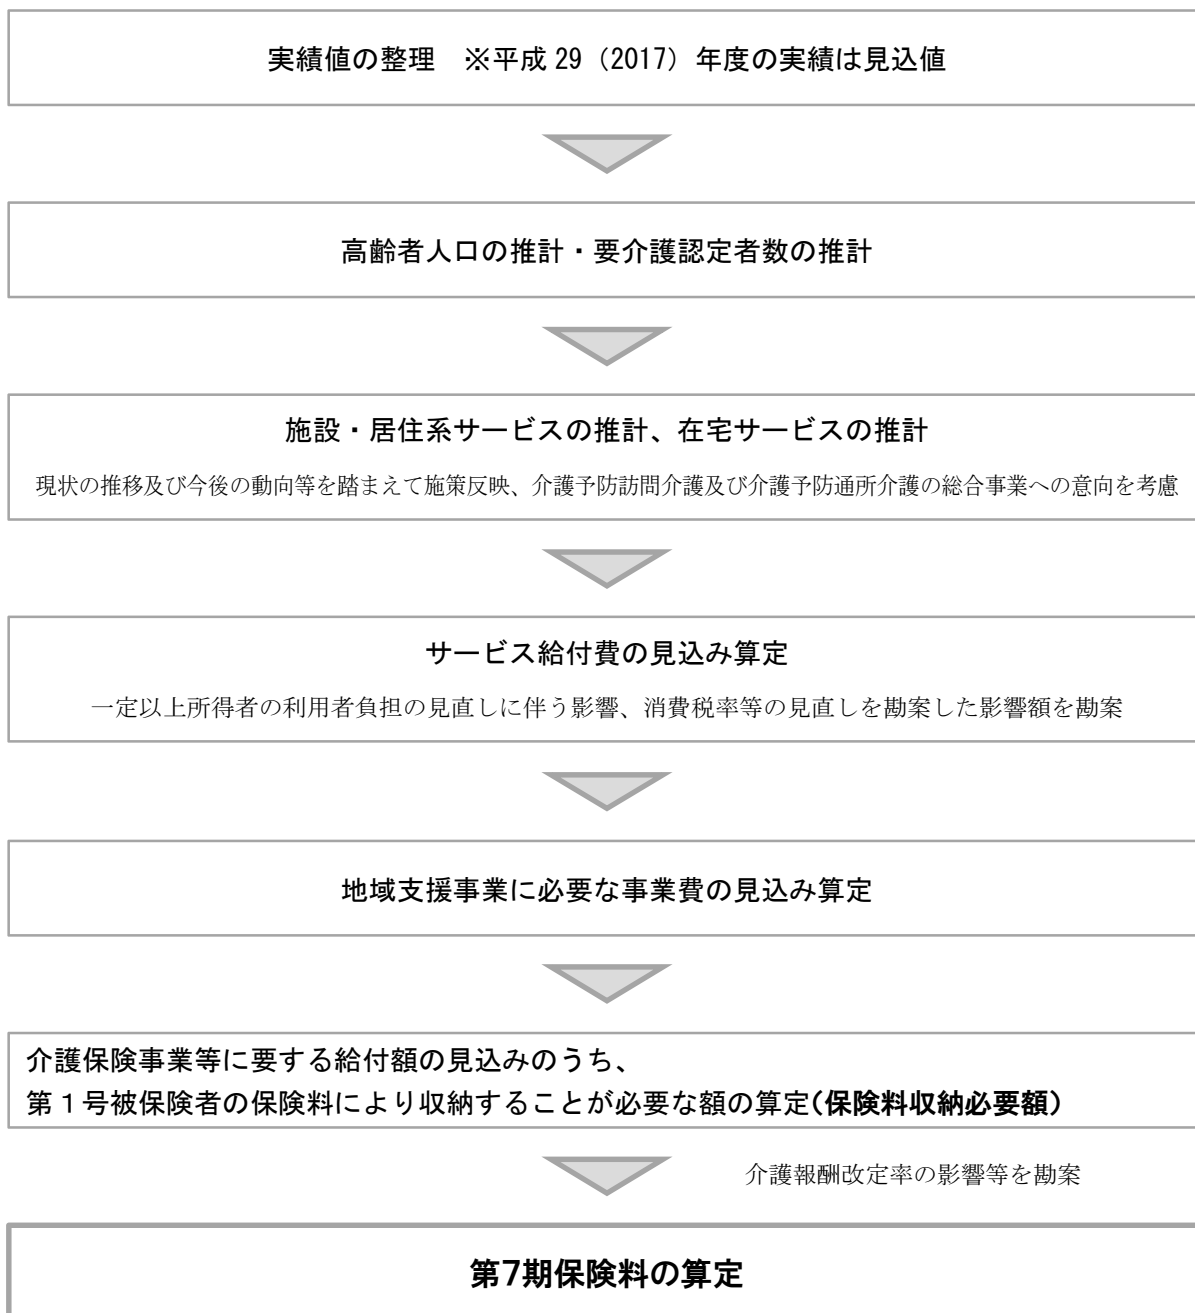 実績値の整理　※平成 29（2017）年度の実績は見込値
高齢者人口の推計・要介護認定者数の推計
施設・居住系サービスの推計、在宅サービスの推計
現状の推移及び今後の動向等を踏まえて施策反映、介護予防訪問介護及び介護予防通所介護の総合事業への意向を考慮
サービス給付費の見込み算定
一定以上所得者の利用者負担の見直しに伴う影響、消費税率等の見直しを勘案した影響額を勘案
地域支援事業に必要な事業費の見込み算定
介護保険事業等に要する給付額の見込みのうち、
第１号被保険者の保険料により収納することが必要な額の算定(保険料収納必要額)
介護報酬改定率の影響等を勘案
第7期保険料の算定